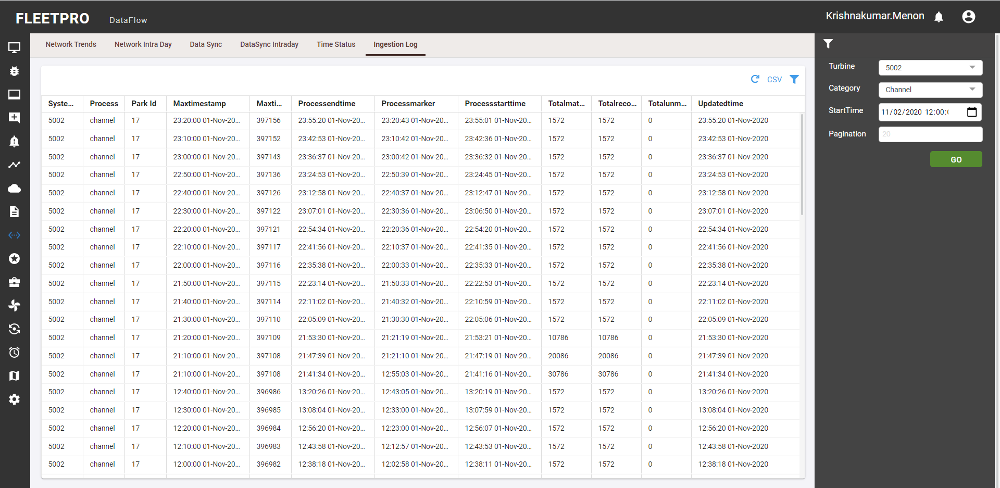 FLEETPRO DataFlow Krishnakumar.Menon
Network Trends Network Intra Day Data Sync DataSync Intraday Time Status Ingestion Log
CSV
Syste... Process Park Id Maxtimestamp Maxti... Processendtime Processmarker Processstarttime Totalmat... Totalreco... Totalunm... Updatedtime
5002 channel 17 23:20:00 01-Nov-20... 397156 23:55:20 01-Nov-20... 23:20:43 01-Nov-20... 23:55:01 01-Nov-20... 1572 1572 0 23:55:20 01-Nov-2020
5002 channel 17 23:10:00 01-Nov-20... 397152 23:42:53 01-Nov-20... 23:10:42 01-Nov-20... 23:42:36 01-Nov-20... 1572 1572 0 23:42:53 01-Nov-2020
5002 channel 17 23:00:00 01-Nov-20... 397143 23:36:37 01-Nov-20... 23:00:42 01-Nov-20... 23:36:32 01-Nov-20... 1572 1572 0 23:36:37 01-Nov-2020
5002 channel 17 22:50:00 01-Nov-20... 397136 23:24:53 01-Nov-20... 22:50:39 01-Nov-20... 23:24:45 01-Nov-20... 1572 1572 0 23:24:53 01-Nov-2020
5002 channel 17 22:40:00 01-Nov-20... 397126 23:12:58 01-Nov-20... 22:40:37 01-Nov-20... 23:12:47 01-Nov-20... 1572 1572 0 23:12:58 01-Nov-2020
5002 channel 17 22:30:00 01-Nov-20... 397122 23:07:01 01-Nov-20... 22:30:36 01-Nov-20... 23:06:50 01-Nov-20... 1572 1572 0 23:07:01 01-Nov-2020
5002 channel 17 22:20:00 01-Nov-20... 397121 22:54:34 01-Nov-20... 22:20:36 01-Nov-20... 22:54:20 01-Nov-20... 1572 1572 0 22:54:34 01-Nov-2020
5002 channel 17 22:10:00 01-Nov-20... 397117 22:41:56 01-Nov-20... 22:10:37 01-Nov-20... 22:41:35 01-Nov-20... 1572 1572 0 22:41:56 01-Nov-2020
5002 channel 17 22:00:00 01-Nov-20... 397116 22:35:38 01-Nov-20... 22:00:33 01-Nov-20... 22:35:33 01-Nov-20... 1572 1572 0 22:35:38 01-Nov-2020
5002 channel 17 21:50:00 01-Nov-20... 397115 22:23:14 01-Nov-20... 21:50:33 01-Nov-20... 22:22:53 01-Nov-20... 1572 1572 0 22:23:14 01-Nov-2020
5002 channel 17 21:40:00 01-Nov-20... 397114 22:11:02 01-Nov-20... 21:40:32 01-Nov-20... 22:10:59 01-Nov-20... 1572 1572 0 22:11:02 01-Nov-2020
5002 channel 17 21:30:00 01-Nov-20... 397110 22:05:09 01-Nov-20... 21:30:30 01-Nov-20... 22:05:06 01-Nov-20... 1572 1572 0 22:05:09 01-Nov-2020
5002 channel 17 21:20:00 01-Nov-20... 397109 21:53:30 01-Nov-20... 21:21:19 01-Nov-20... 21:53:21 01-Nov-20... 10786 10786 0 21:53:30 01-Nov-2020
5002 channel 17 21:10:00 01-Nov-20... 397108 21:47:39 01-Nov-20... 21:21:10 01-Nov-20... 21:47:19 01-Nov-20... 20086 20086 0 21:47:39 01-Nov-2020
5002 channel 17 21:10:00 01-Nov-20... 397108 21:41:34 01-Nov-20... 12:55:03 01-Nov-20... 21:41:16 01-Nov-20... 30786 30786 0 21:41:34 01-Nov-2020
5002 channel 17 12:40:00 01-Nov-20... 396986 13:20:26 01-Nov-20... 12:43:05 01-Nov-20... 13:20:19 01-Nov-20... 1572 1572 0 13:20:26 01-Nov-2020
5002 channel 17 12:30:00 01-Nov-20... 396985 13:08:04 01-Nov-20... 12:33:00 01-Nov-20... 13:07:59 01-Nov-20... 1572 1572 0 13:08:04 01-Nov-2020
5002 channel 17 12:20:00 01-Nov-20... 396984 12:56:20 01-Nov-20... 12:23:00 01-Nov-20... 12:56:07 01-Nov-20... 1572 1572 0 12:56:20 01-Nov-2020
5002 channel 17 12:10:00 01-Nov-20... 396983 12:43:58 01-Nov-20... 12:12:57 01-Nov-20... 12:43:53 01-Nov-20... 1572 1572 0 12:43:58 01-Nov-2020
5002 channel 17 12:00:00 01-Nov-20... 396982 12:38:18 01-Nov-20... 12:02:58 01-Nov-20... 12:38:11 01-Nov-20... 1572 1572 0 12:38:18 01-Nov-2020
Turbine 5002
Category Channel
StartTime 11/02/2020 12:00:0
Pagination 20
GO